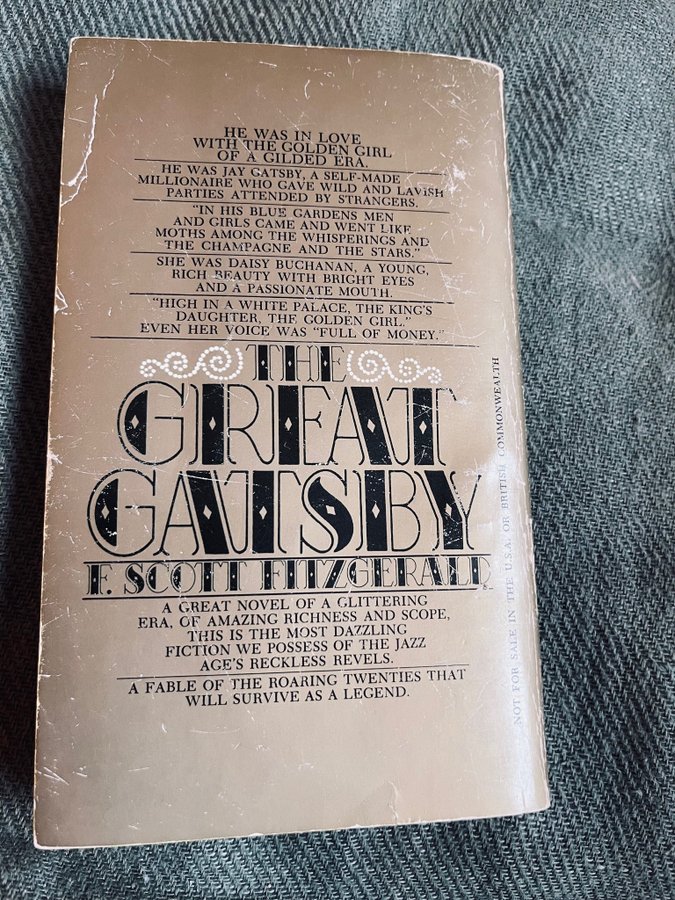 HE WAS IN LOVE
WITH THE GOLDEN GIRL
OF A GILDED ERA.
HE WAS JAY GATSBY, A SELF-MADE
MILLIONAIRE WHO GAVE WILD AND LAVISH
PARTIES ATTENDED BY STRANGERS.
"IN HIS BLUE GARDENS MEN
AND GIRLS CAME AND WENT LIKE
MOTHS AMONG THE WHISPERINGS AND
THE CHAMPAGNE AND THE STARS."
SHE WAS DAISY BUCHANAN, A YOUNG,
RICH BEAUTY WITH BRIGHT EYES
AND A PASSIONATE MOUTH.
"HIGH IN A WHITE PALACE, THE KING'S
DAUGHTER, THE GOLDEN GIRL."
EVEN HER VOICE WAS "FULL OF MONEY."
THE
GREAT
GATSBY
F. SCOTT FITZGERALD
A GREAT NOVEL OF A GLITTERING
ERA, OF AMAZING RICHNESS AND SCOPE,
THIS IS THE MOST DAZZLING
FICTION WE POSSESS OF THE JAZZ
AGE'S RECKLESS REVELS.
A FABLE OF THE ROARING TWENTIES THAT
WILL SURVIVE AS A LEGEND.
NOT FOR SALE IN THE U.S.A. OR BRITISH COMMONWEALTH